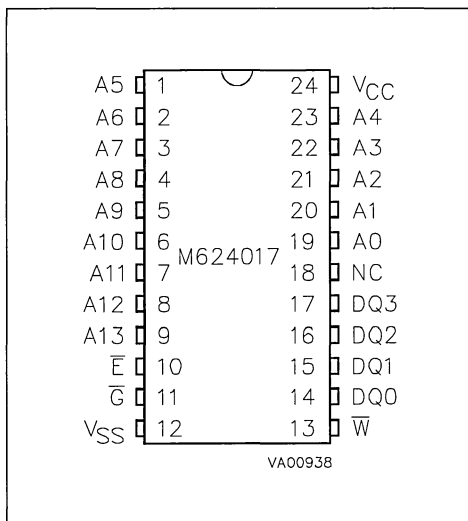 A5 1 24 VCC
A6 2 23 A4
A7 3 22 A3
A8 4 21 A2
A9 5 20 A1
A10 6 19 A0
M624017
A11 7 18 NC
A12 8 17 DQ3
A13 9 16 DQ2
E̅ 10 15 DQ1
G̅ 11 14 DQ0
VSS 12 13 W̅
VA00938